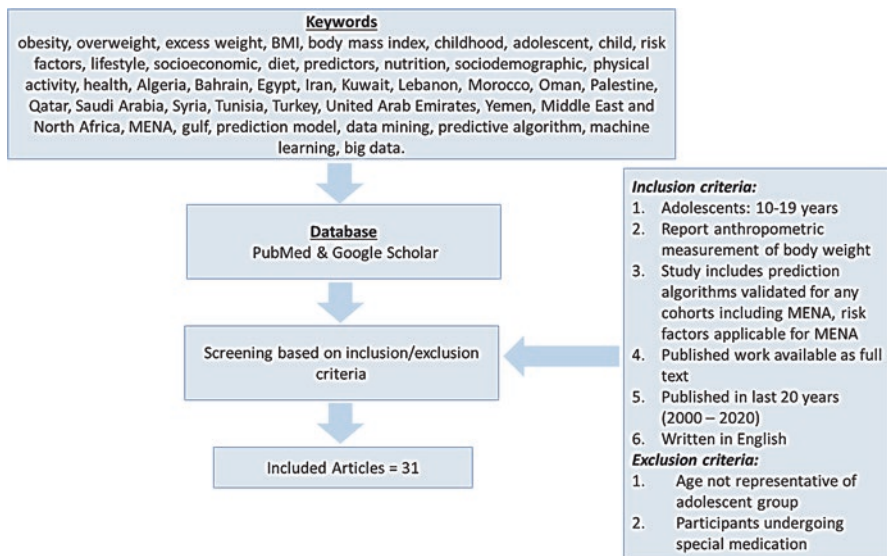 Keywords
obesity, overweight, excess weight, BMI, body mass index, childhood, adolescent, child, risk
factors, lifestyle, socioeconomic, diet, predictors, nutrition, sociodemographic, physical
activity, health, Algeria, Bahrain, Egypt, Iran, Kuwait, Lebanon, Morocco, Oman, Palestine,
Qatar, Saudi Arabia, Syria, Tunisia, Turkey, United Arab Emirates, Yemen, Middle East and
North Africa, MENA, gulf, prediction model, data mining, predictive algorithm, machine
learning, big data.
Database
PubMed & Google Scholar
Screening based on inclusion/exclusion
criteria
Included Articles = 31
Inclusion criteria:
1. Adolescents: 10-19 years
2. Report anthropometric
measurement of body weight
3. Study includes prediction
algorithms validated for any
cohorts including MENA, risk
factors applicable for MENA
4. Published work available as full
text
5. Published in last 20 years
(2000 – 2020)
6. Written in English
Exclusion criteria:
1. Age not representative of
adolescent group
2. Participants undergoing
special medication